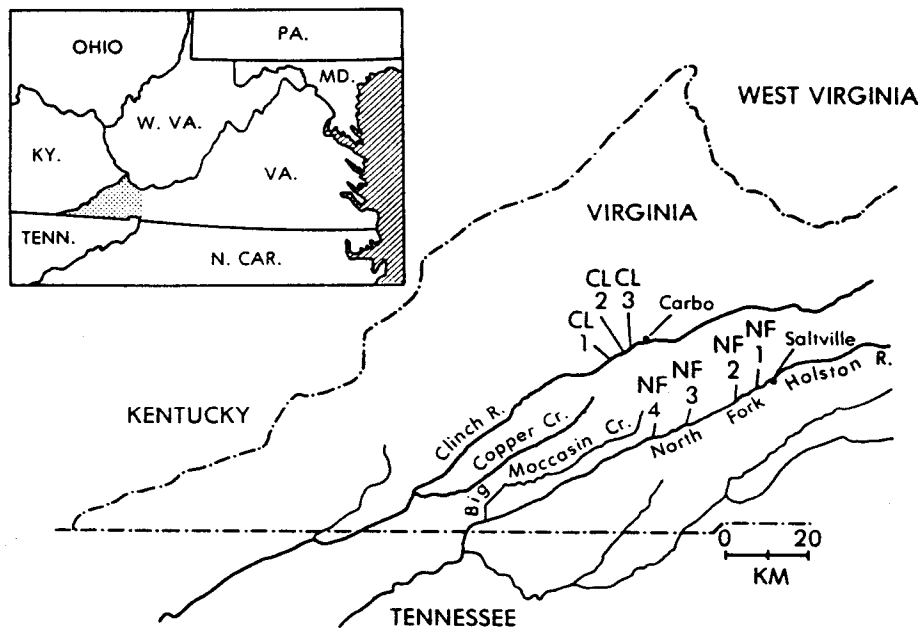 OHIO
PA.
MD.
W. VA.
KY.
VA.
TENN.
N. CAR.
WEST VIRGINIA
VIRGINIA
KENTUCKY
TENNESSEE
CL
1
CL
2
CL
3
Carbo
NF
4
NF
3
NF
2
NF
1
Saltville
Clinch R.
Copper Cr.
Big Moccasin Cr.
North Fork Holston R.
0 20
KM